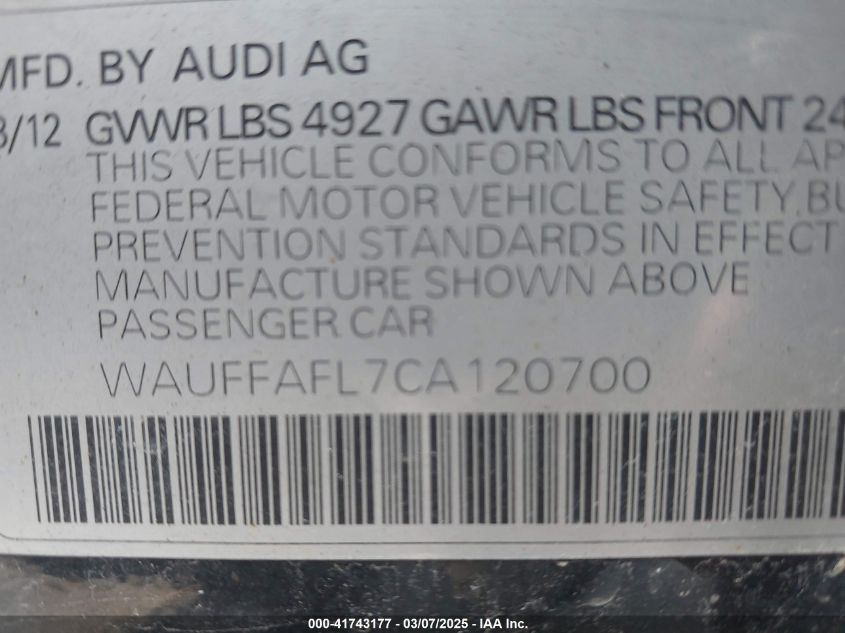 MFD. BY AUDI AG
3/12 GVWR LBS 4927 GAWR LBS FRONT 24
THIS VEHICLE CONFORMS TO ALL AP
FEDERAL MOTOR VEHICLE SAFETY, BU
PREVENTION STANDARDS IN EFFECT
MANUFACTURE SHOWN ABOVE
PASSENGER CAR
WAUFFAFL7CA120700
000-41743177 - 03/07/2025 - IAA Inc.